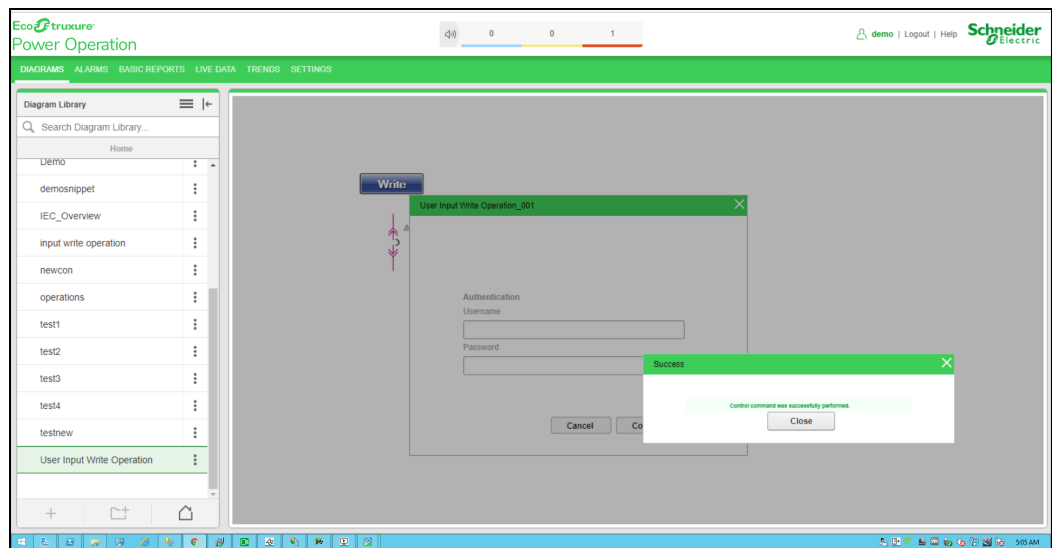 EcoStruxure
Power Operation
0 0 1
demo | Logout | Help
Schneider
Electric
DIAGRAMS ALARMS BASIC REPORTS LIVE DATA TRENDS SETTINGS
Diagram Library
Search Diagram Library...
Home
Demo
demosnippet
IEC_Overview
input write operation
newcon
operations
test1
test2
test3
test4
testnew
User Input Write Operation
Write
User Input Write Operation_001
Authentication
Username
Password
Cancel Co
Success
Control command was successfully performed.
Close
5:05 AM